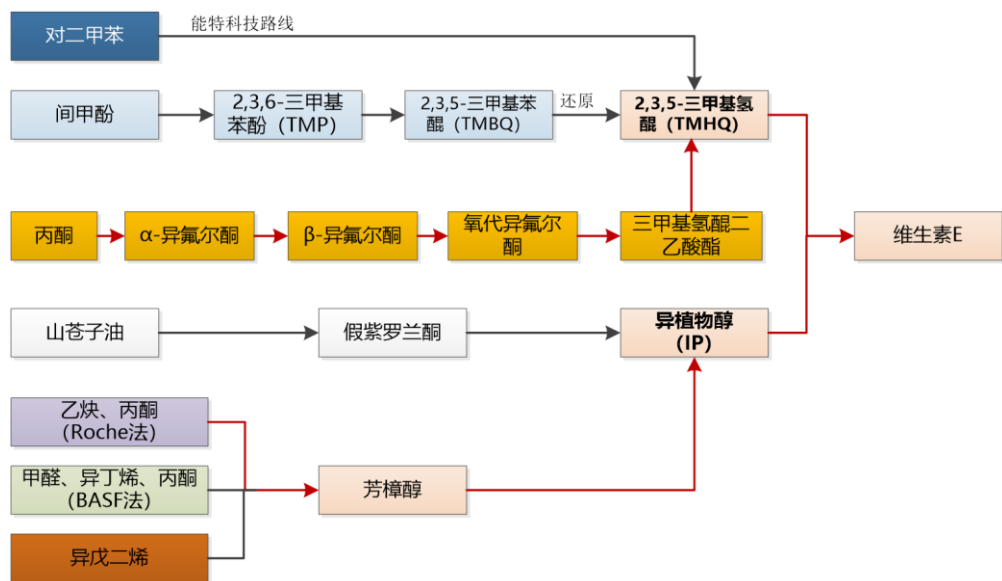 能特科技路线
对二甲苯
间甲酚
2,3,6-三甲基
苯酚（TMP）
2,3,5-三甲基苯
醌（TMBQ）
还原
2,3,5-三甲基氢
醌（TMHQ）
丙酮
α-异氟尔酮
β-异氟尔酮
氧代异氟尔
酮
三甲基氢醌二
乙酸酯
维生素E
山苍子油
假紫罗兰酮
异植物醇
（IP）
乙炔、丙酮
(Roche法)
甲醛、异丁烯、丙酮
(BASF法)
芳樟醇
异戊二烯